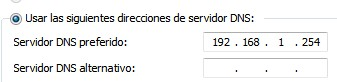 Usar las siguientes direcciones de servidor DNS:
Servidor DNS preferido: 192 . 168 . 1 . 254
Servidor DNS alternativo: . . .